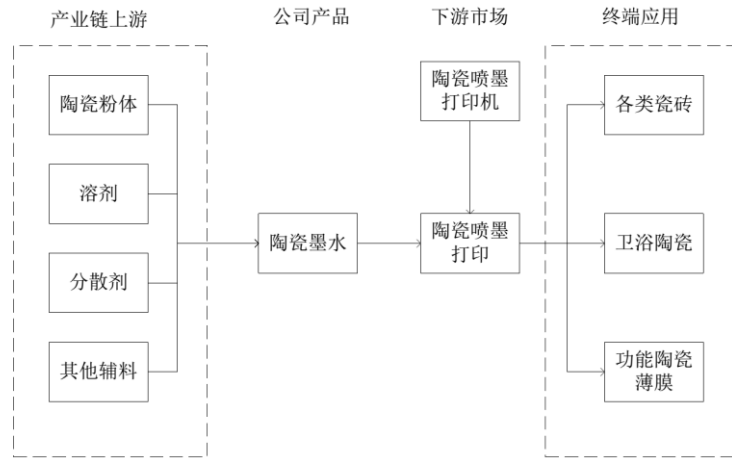 产业链上游
公司产品
下游市场
终端应用
陶瓷粉体
溶剂
分散剂
其他辅料
陶瓷墨水
陶瓷喷墨
打印机
陶瓷喷墨
打印
各类瓷砖
卫浴陶瓷
功能陶瓷
薄膜